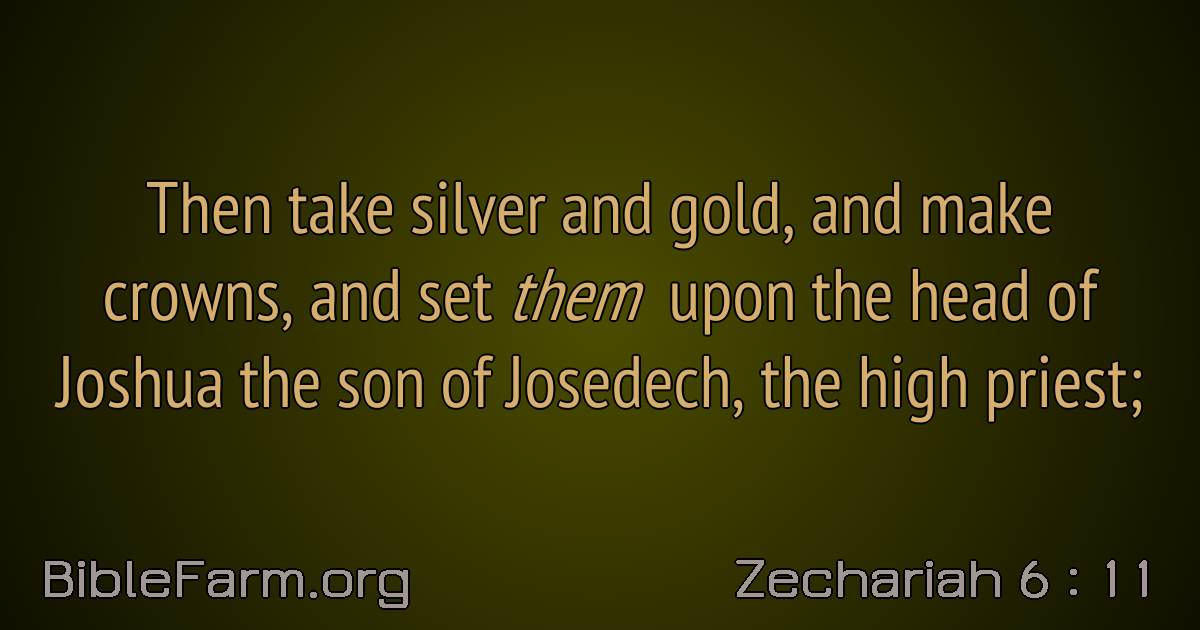 Then take silver and gold, and make
crowns, and set them upon the head of
Joshua the son of Josedech, the high priest;
BibleFarm.org
Zechariah 6 : 11